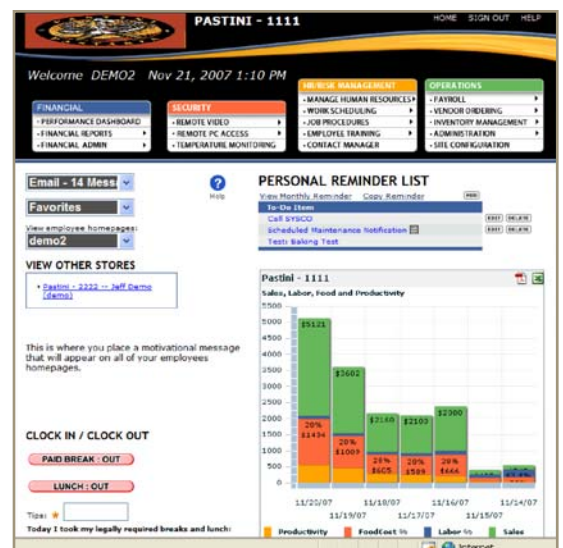 PASTINI - 1111
HOME SIGN OUT HELP
Welcome DEMO2 Nov 21, 2007 1:10 PM
FINANCIAL
PERFORMANCE DASHBOARD
FINANCIAL REPORTS
FINANCIAL ADMIN
SECURITY
REMOTE VIDEO
REMOTE PC ACCESS
TEMPERATURE MONITORING
HR/RISK MANAGEMENT
MANAGE HUMAN RESOURCES
WORK SCHEDULING
JOB PROCEDURES
EMPLOYEE TRAINING
CONTACT MANAGER
OPERATIONS
PAYROLL
VENDOR ORDERING
INVENTORY MANAGEMENT
ADMINISTRATION
SITE CONFIGURATION
Email - 14 Mess
Help
Favorites
View employee homepages:
demo2
VIEW OTHER STORES
Pastini - 2222 -- Jeff Demo
(demo)
This is where you place a motivational message
that will appear on all of your employees
homepages.
CLOCK IN / CLOCK OUT
PAID BREAK : OUT
LUNCH : OUT
Tips:
Today I took my legally required breaks and lunch:
PERSONAL REMINDER LIST
View Monthly Reminder Copy Reminder
To-Do Item
Call SYSCO EDIT DELETE
Scheduled Maintenance Notification EDIT DELETE
Test: Baking Test
Pastini - 1111
Sales, Labor, Food and Productivity
5500
5000
4500
4000
3500
3000
2500
2000
1500
1000
500
0
$5121
28%
$1434
$3602
28%
$1009
$2160
28%
$605
$2103
28%
$589
28%
$666
11/20/07 11/18/07 11/16/07 11/14/07
11/19/07 11/17/07 11/15/07
Productivity FoodCost % Labor % Sales
Internet